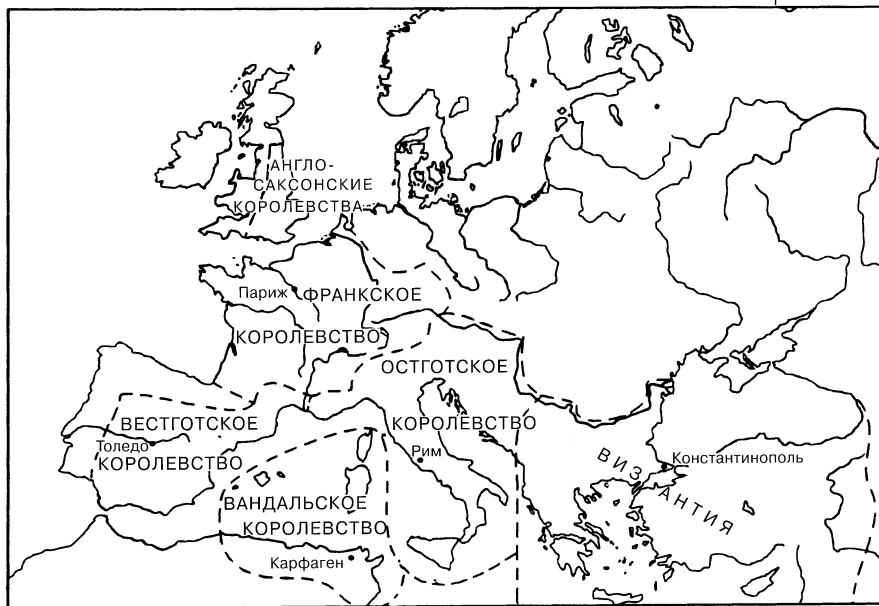 АНГЛО-
САКСОНСКИЕ
КОРОЛЕВСТВА
Париж
ФРАНКСКОЕ
КОРОЛЕВСТВО
ОСТГОТСКОЕ
КОРОЛЕВСТВО
ВЕСТГОТСКОЕ
КОРОЛЕВСТВО
Толедо
Рим
ВАНДАЛЬСКОЕ
КОРОЛЕВСТВО
Карфаген
Константинополь
ВИЗАНТИЯ